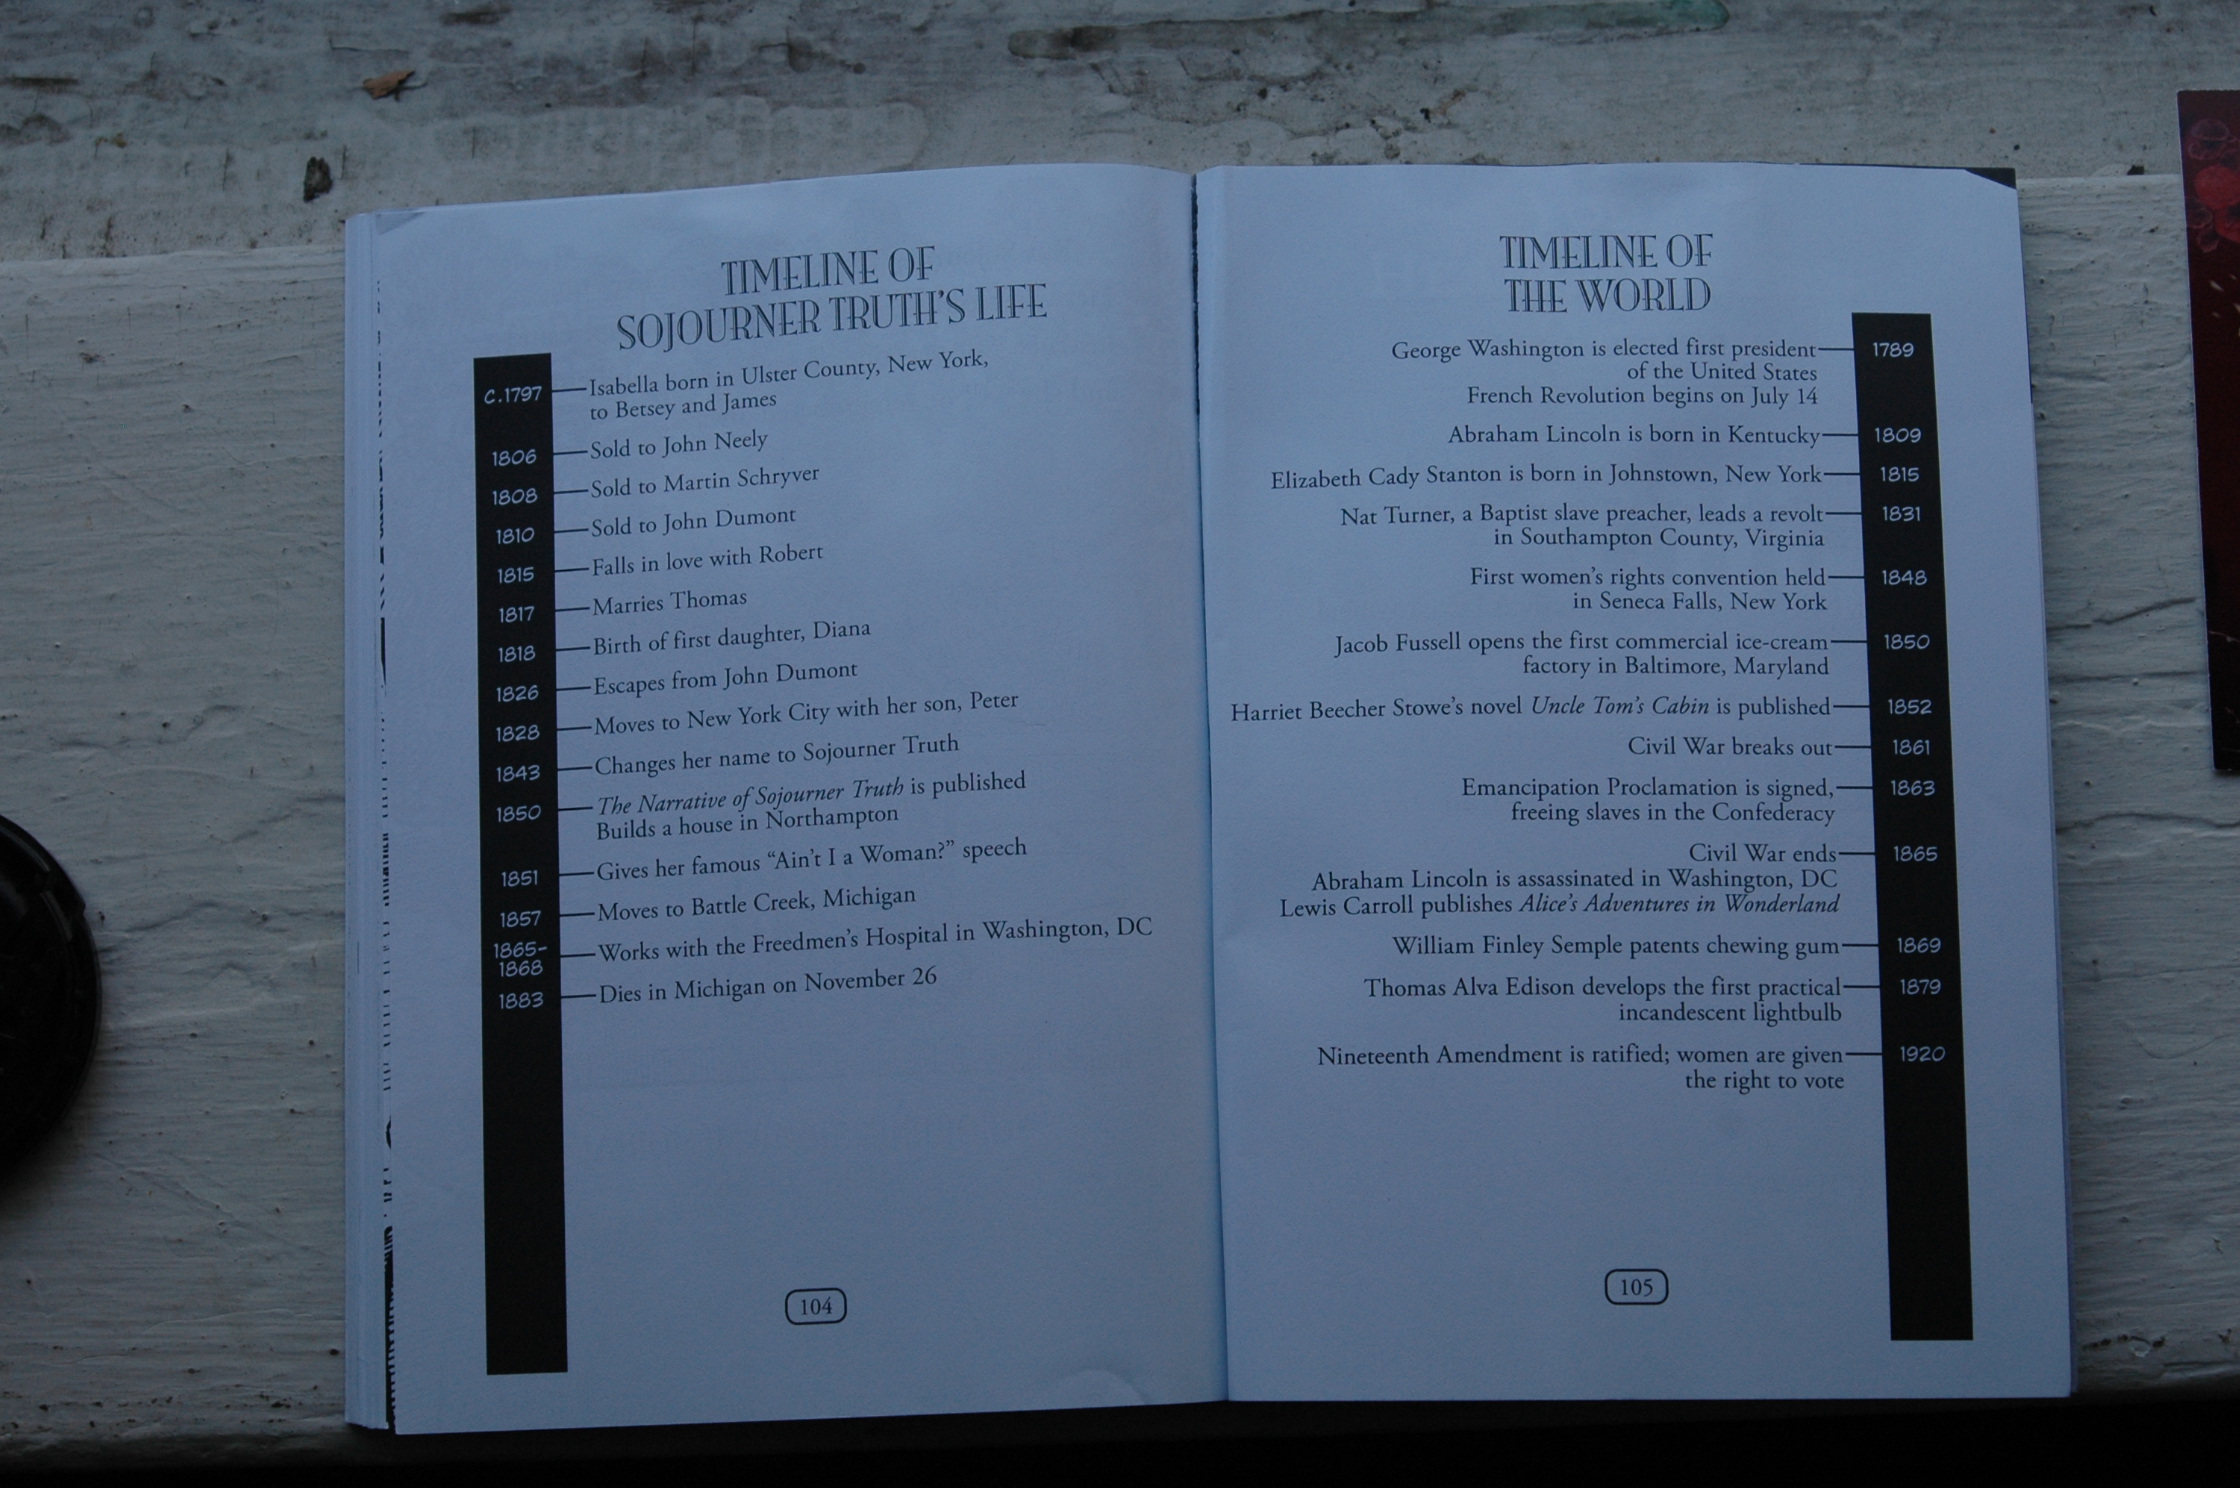 TIMELINE OF
SOJOURNER TRUTH'S LIFE
c.1797 Isabella born in Ulster County, New York,
to Betsey and James
1806 Sold to John Neely
1808 Sold to Martin Schryver
1810 Sold to John Dumont
1815 Falls in love with Robert
1817 Marries Thomas
1818 Birth of first daughter, Diana
1826 Escapes from John Dumont
1828 Moves to New York City with her son, Peter
1843 Changes her name to Sojourner Truth
1850 The Narrative of Sojourner Truth is published
Builds a house in Northampton
1851 Gives her famous “Ain't I a Woman?” speech
1857 Moves to Battle Creek, Michigan
1865-
1868 Works with the Freedmen's Hospital in Washington, DC
1883 Dies in Michigan on November 26
104
TIMELINE OF
THE WORLD
George Washington is elected first president 1789
of the United States
French Revolution begins on July 14
Abraham Lincoln is born in Kentucky 1809
Elizabeth Cady Stanton is born in Johnstown, New York 1815
Nat Turner, a Baptist slave preacher, leads a revolt 1831
in Southampton County, Virginia
First women's rights convention held 1848
in Seneca Falls, New York
Jacob Fussell opens the first commercial ice-cream 1850
factory in Baltimore, Maryland
Harriet Beecher Stowe's novel Uncle Tom's Cabin is published 1852
Civil War breaks out 1861
Emancipation Proclamation is signed, 1863
freeing slaves in the Confederacy
Civil War ends 1865
Abraham Lincoln is assassinated in Washington, DC
Lewis Carroll publishes Alice's Adventures in Wonderland
William Finley Semple patents chewing gum 1869
Thomas Alva Edison develops the first practical 1879
incandescent lightbulb
Nineteenth Amendment is ratified; women are given 1920
the right to vote
105